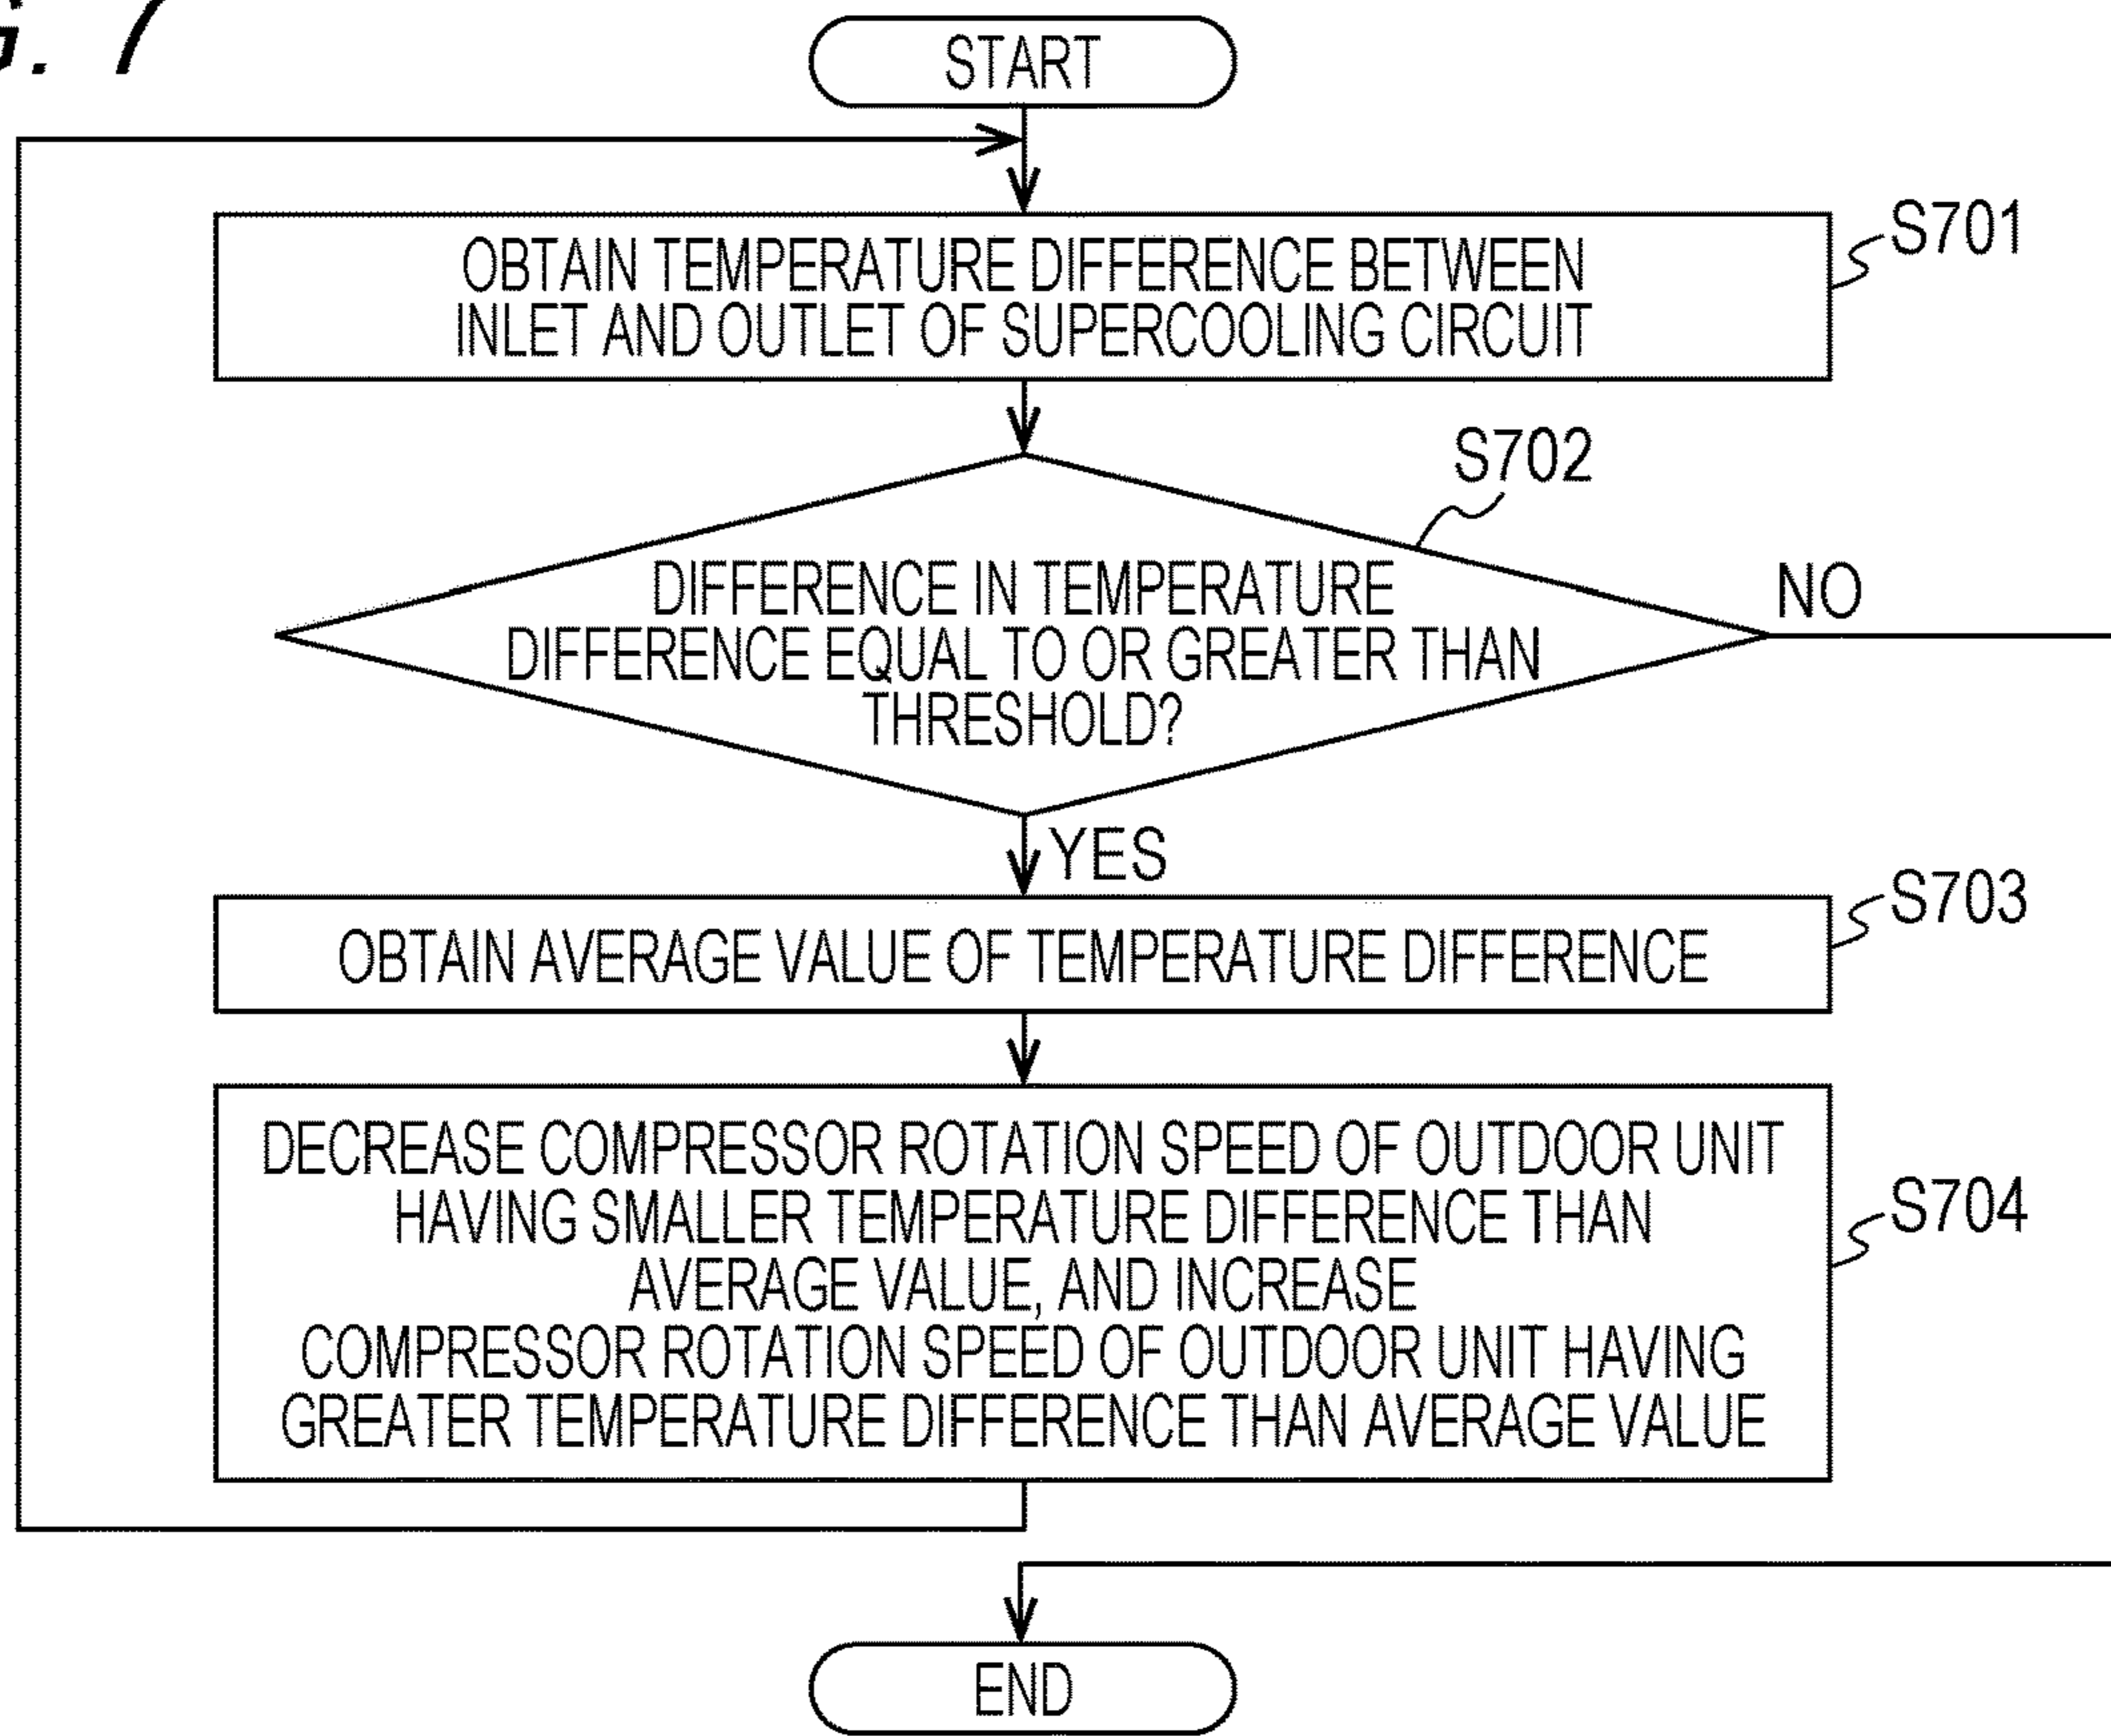 G. 7
START
OBTAIN TEMPERATURE DIFFERENCE BETWEEN
INLET AND OUTLET OF SUPERCOOLING CIRCUIT
S701
S702
DIFFERENCE IN TEMPERATURE
DIFFERENCE EQUAL TO OR GREATER THAN
THRESHOLD?
NO
YES
S703
OBTAIN AVERAGE VALUE OF TEMPERATURE DIFFERENCE
DECREASE COMPRESSOR ROTATION SPEED OF OUTDOOR UNIT
HAVING SMALLER TEMPERATURE DIFFERENCE THAN
AVERAGE VALUE, AND INCREASE
COMPRESSOR ROTATION SPEED OF OUTDOOR UNIT HAVING
GREATER TEMPERATURE DIFFERENCE THAN AVERAGE VALUE
S704
END